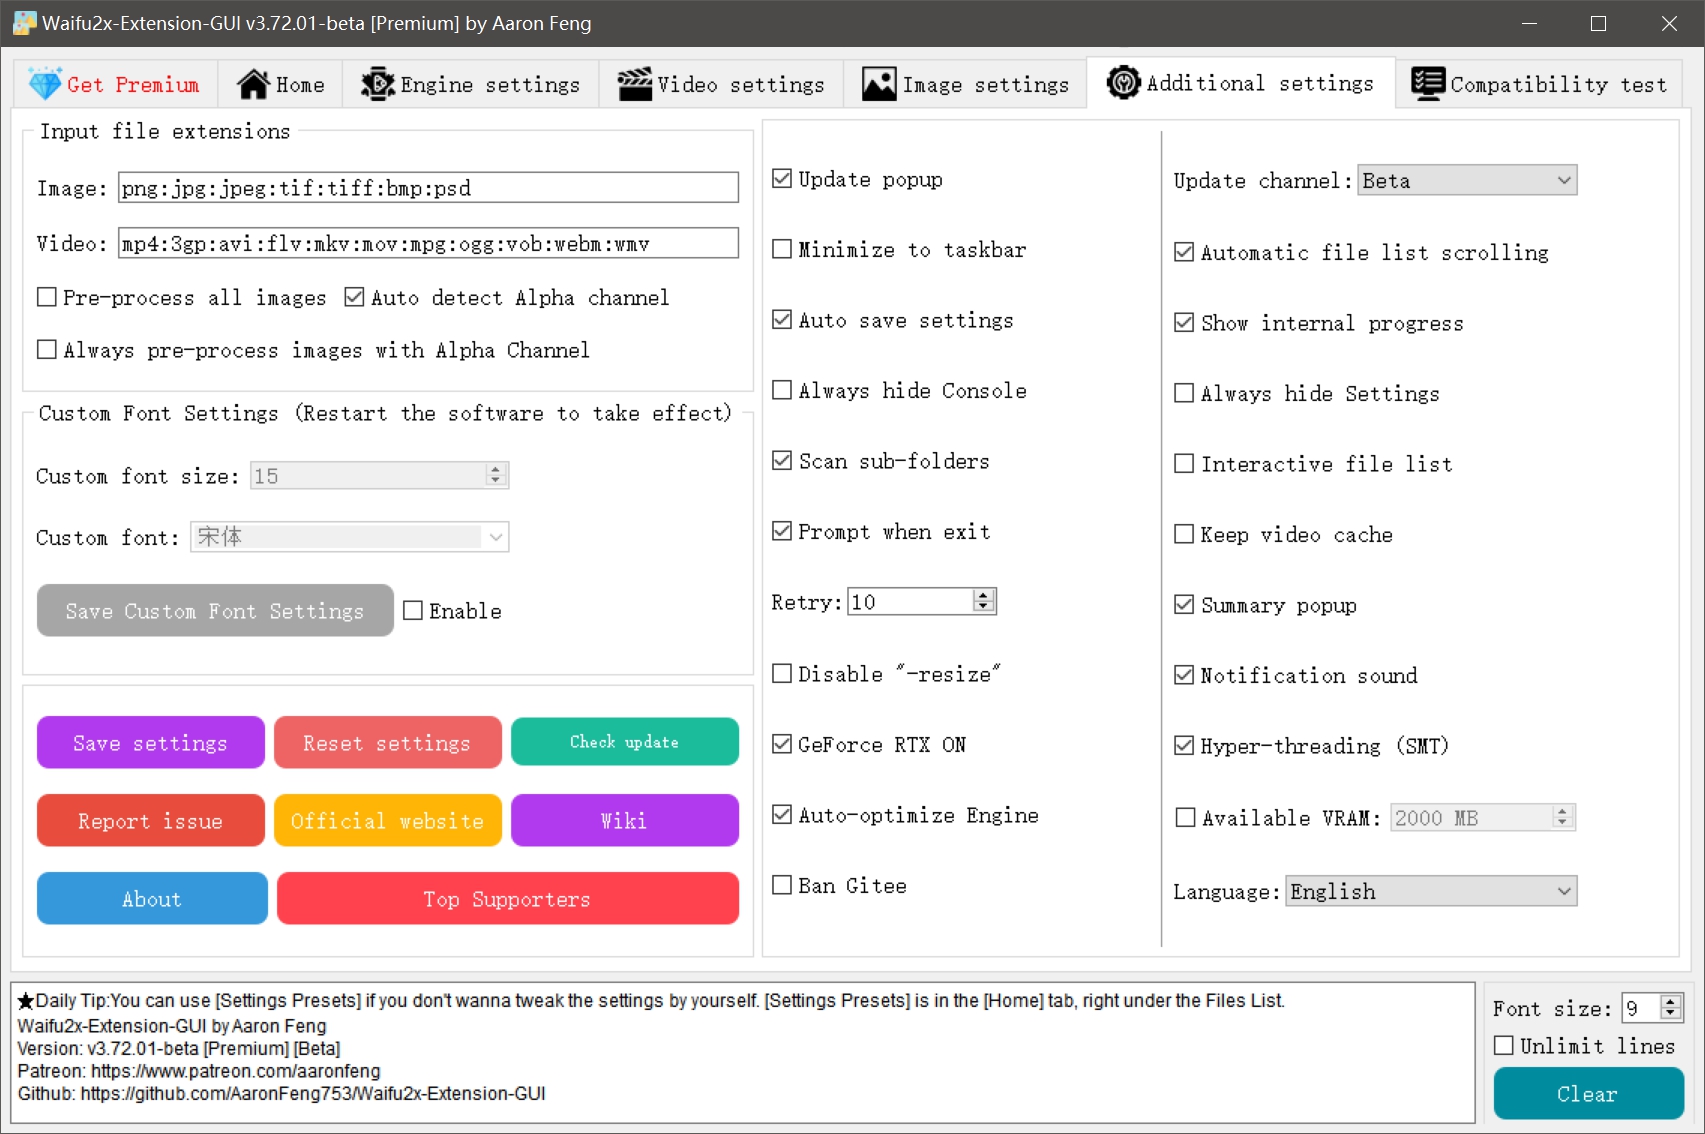 Waifu2x-Extension-GUI v3.72.01-beta [Premium] by Aaron Feng
Get Premium
Home
Engine settings
Video settings
Image settings
Additional settings
Compatibility test
Input file extensions
Image: png:jpg:jpeg:tif:tiff:bmp:psd
Video: mp4:3gp:avi:flv:mkv:mov:mpg:ogg:vob:webm:wmv
Pre-process all images
Auto detect Alpha channel
Always pre-process images with Alpha Channel
Custom Font Settings (Restart the software to take effect)
Custom font size: 15
Custom font: 宋体
Save Custom Font Settings
Enable
Save settings
Reset settings
Check update
Report issue
Official website
Wiki
About
Top Supporters
Update popup
Minimize to taskbar
Auto save settings
Always hide Console
Scan sub-folders
Prompt when exit
Retry: 10
Disable "-resize"
GeForce RTX ON
Auto-optimize Engine
Ban Gitee
Update channel: Beta
Automatic file list scrolling
Show internal progress
Always hide Settings
Interactive file list
Keep video cache
Summary popup
Notification sound
Hyper-threading (SMT)
Available VRAM: 2000 MB
Language: English
★Daily Tip:You can use [Settings Presets] if you don't wanna tweak the settings by yourself. [Settings Presets] is in the [Home] tab, right under the Files List.
Waifu2x-Extension-GUI by Aaron Feng
Version: v3.72.01-beta [Premium] [Beta]
Patreon: https://www.patreon.com/aaronfeng
Github: https://github.com/AaronFeng753/Waifu2x-Extension-GUI
Font size: 9
Unlimit lines
Clear